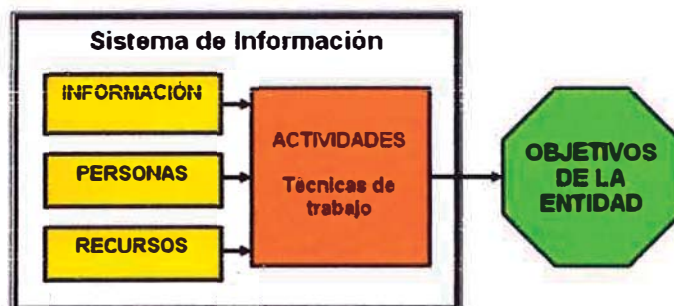 Sistema de Información
INFORMACIÓN
PERSONAS
RECURSOS
ACTIVIDADES
Técnicas de
trabajo
OBJETIVOS
DE LA
ENTIDAD